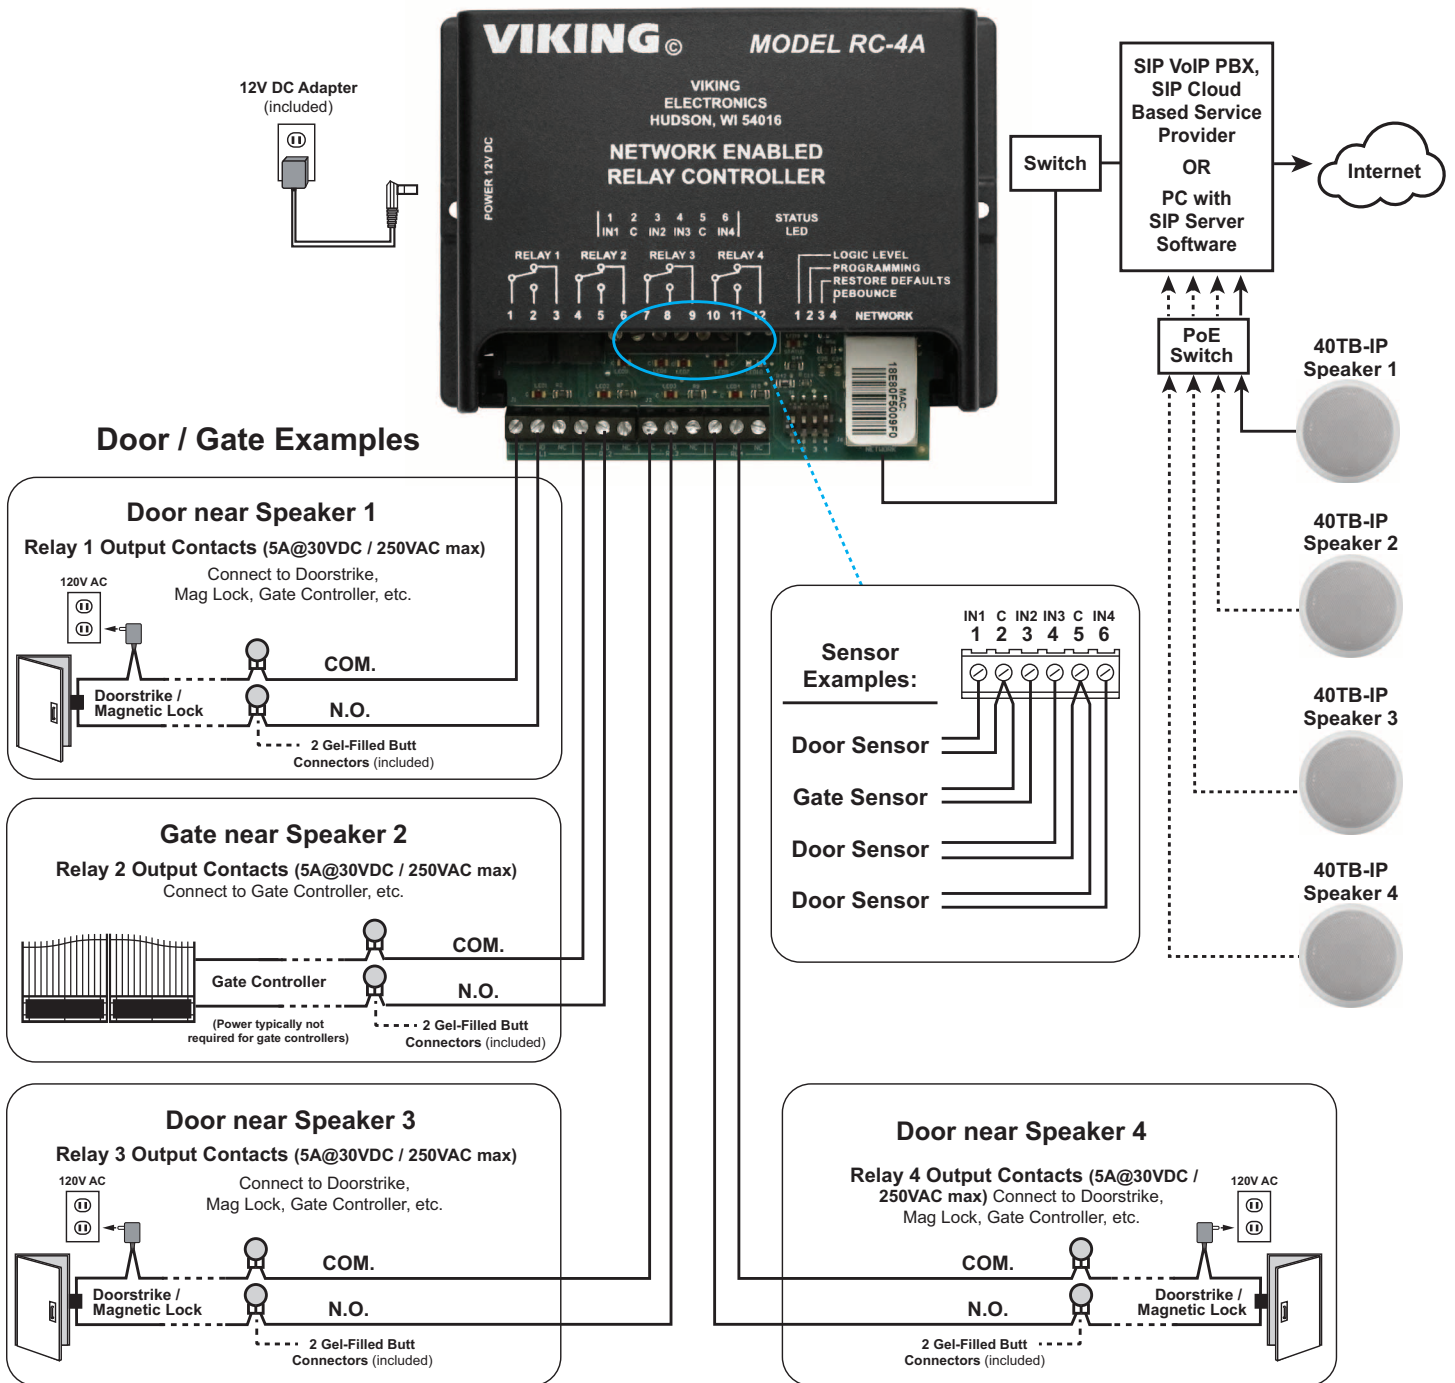 VIKING ©
MODEL RC-4A
VIKING
ELECTRONICS
HUDSON, WI 54016
NETWORK ENABLED
RELAY CONTROLLER
POWER 12V DC
1 2 3 4 5 6
IN1 C IN2 IN3 C IN4
STATUS
LED
RELAY 1 RELAY 2 RELAY 3 RELAY 4
LOGIC LEVEL
PROGRAMMING
RESTORE DEFAULTS
DEBOUNCE
1 2 3 4 5 6 7 8 9 10 11 12
1 2 3 4
NETWORK
MAC:
18E80F5009F0
12V DC Adapter
(included)
Switch
SIP VoIP PBX,
SIP Cloud
Based Service
Provider
OR
PC with
SIP Server
Software
Internet
PoE
Switch
40TB-IP
Speaker 1
40TB-IP
Speaker 2
40TB-IP
Speaker 3
40TB-IP
Speaker 4
Door / Gate Examples
Door near Speaker 1
Relay 1 Output Contacts (5A@30VDC / 250VAC max)
Connect to Doorstrike,
Mag Lock, Gate Controller, etc.
120V AC
COM.
Doorstrike /
Magnetic Lock
N.O.
2 Gel-Filled Butt
Connectors (included)
Sensor
Examples:
IN1 C IN2 IN3 C IN4
1 2 3 4 5 6
Door Sensor
Gate Sensor
Door Sensor
Door Sensor
Gate near Speaker 2
Relay 2 Output Contacts (5A@30VDC / 250VAC max)
Connect to Gate Controller, etc.
COM.
Gate Controller
N.O.
(Power typically not
required for gate controllers)
2 Gel-Filled Butt
Connectors (included)
Door near Speaker 3
Relay 3 Output Contacts (5A@30VDC / 250VAC max)
Connect to Doorstrike,
Mag Lock, Gate Controller, etc.
120V AC
COM.
Doorstrike /
Magnetic Lock
N.O.
2 Gel-Filled Butt
Connectors (included)
Door near Speaker 4
Relay 4 Output Contacts (5A@30VDC /
250VAC max) Connect to Doorstrike,
Mag Lock, Gate Controller, etc.
120V AC
COM.
Doorstrike /
Magnetic Lock
N.O.
2 Gel-Filled Butt
Connectors (included)